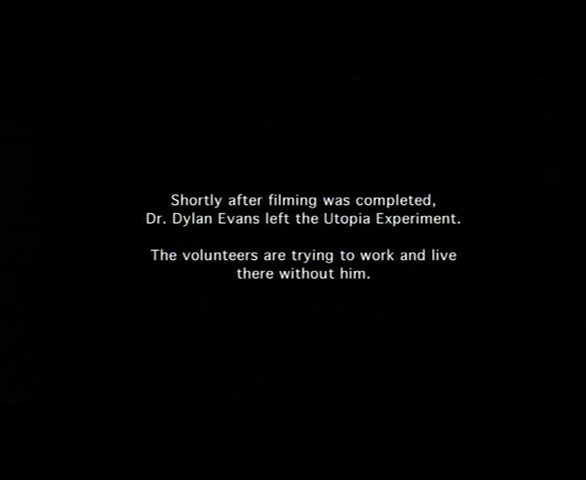 Shortly after filming was completed,
Dr. Dylan Evans left the Utopia Experiment.
The volunteers are trying to work and live
there without him.